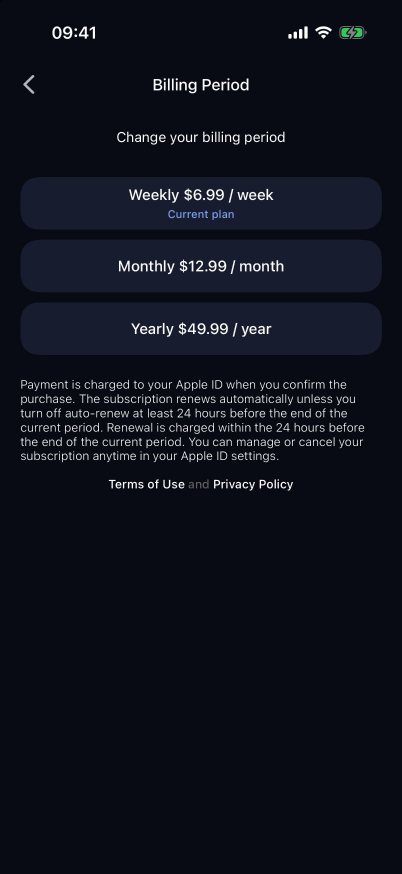 09:41
Billing Period
Change your billing period
Weekly $6.99 / week
Current plan
Monthly $12.99 / month
Yearly $49.99 / year
Payment is charged to your Apple ID when you confirm the
purchase. The subscription renews automatically unless you
turn off auto-renew at least 24 hours before the end of the
current period. Renewal is charged within the 24 hours before
the end of the current period. You can manage or cancel your
subscription anytime in your Apple ID settings.
Terms of Use and Privacy Policy